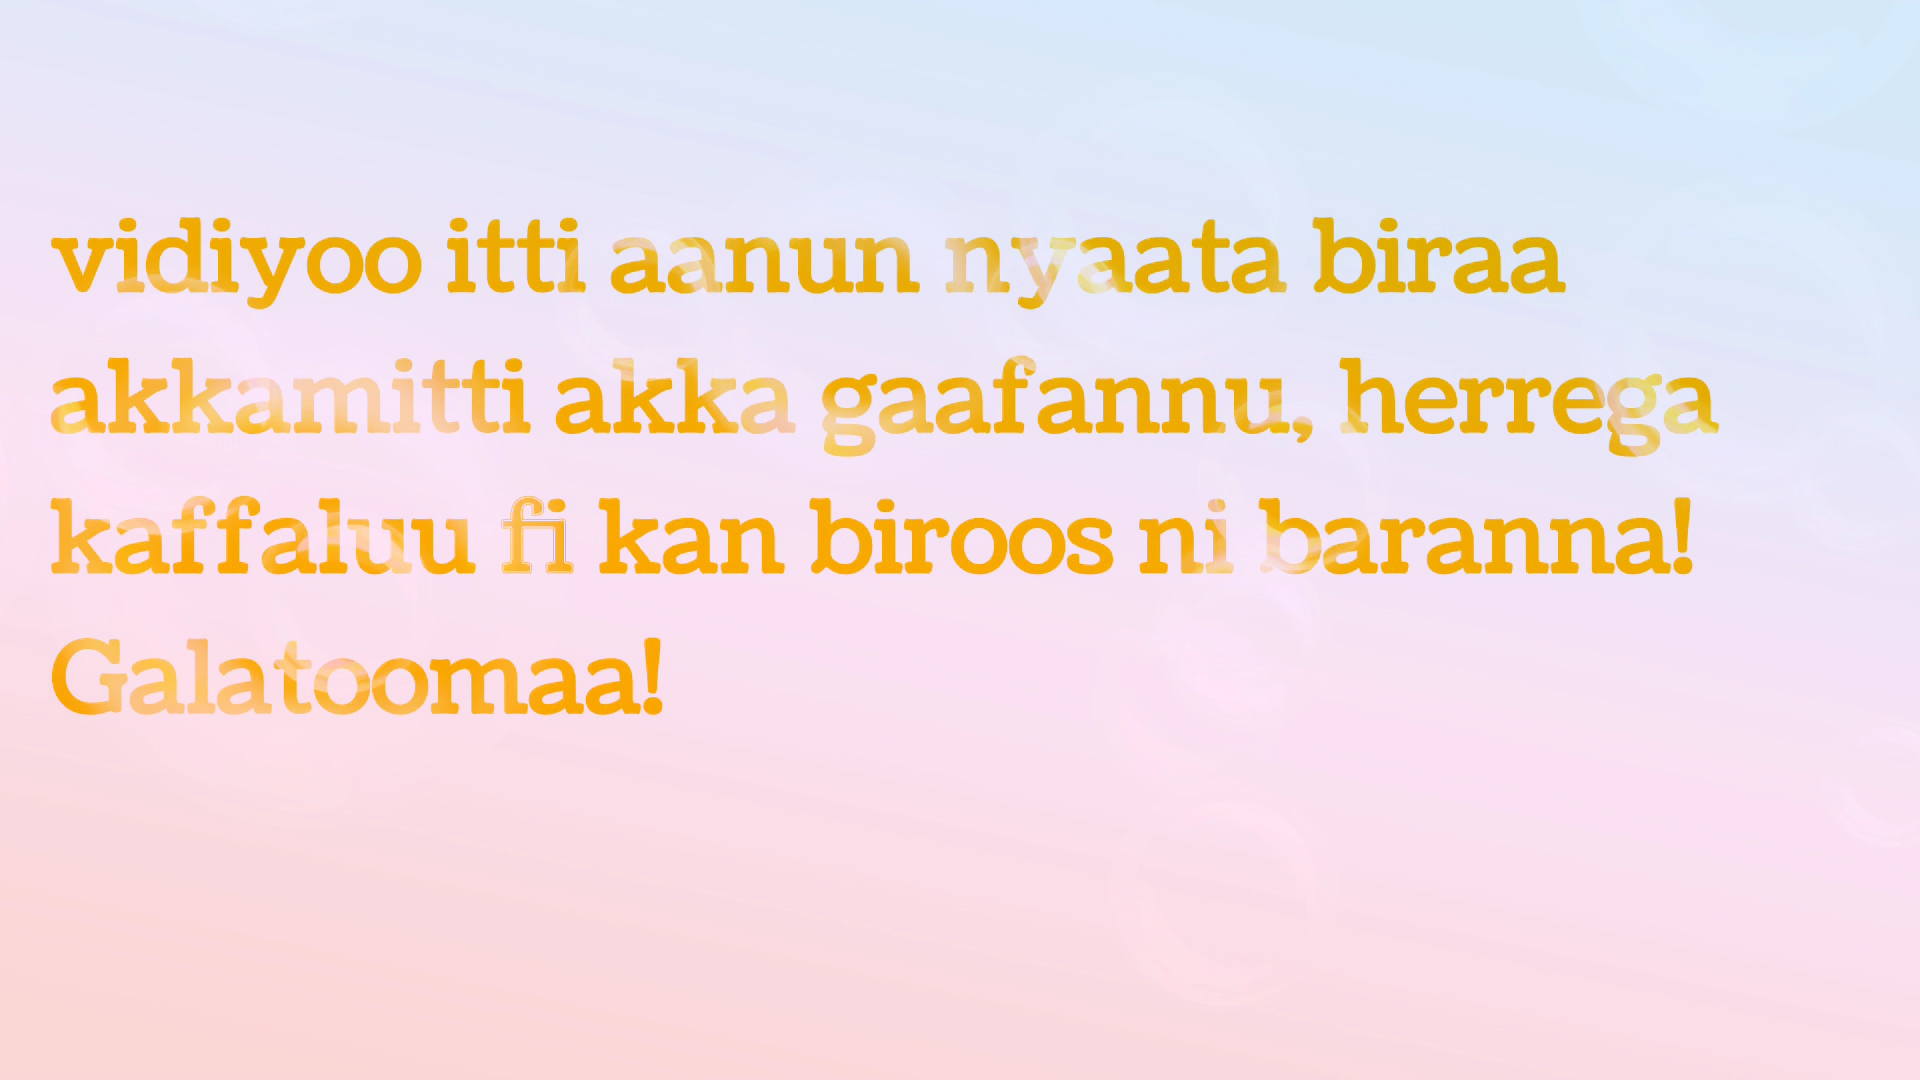 vidiyoo itti aanun nyaata biraa
akkamitti akka gaafannu, herrega
kaffaluu fi kan biroos ni baranna!
Galatoomaa!